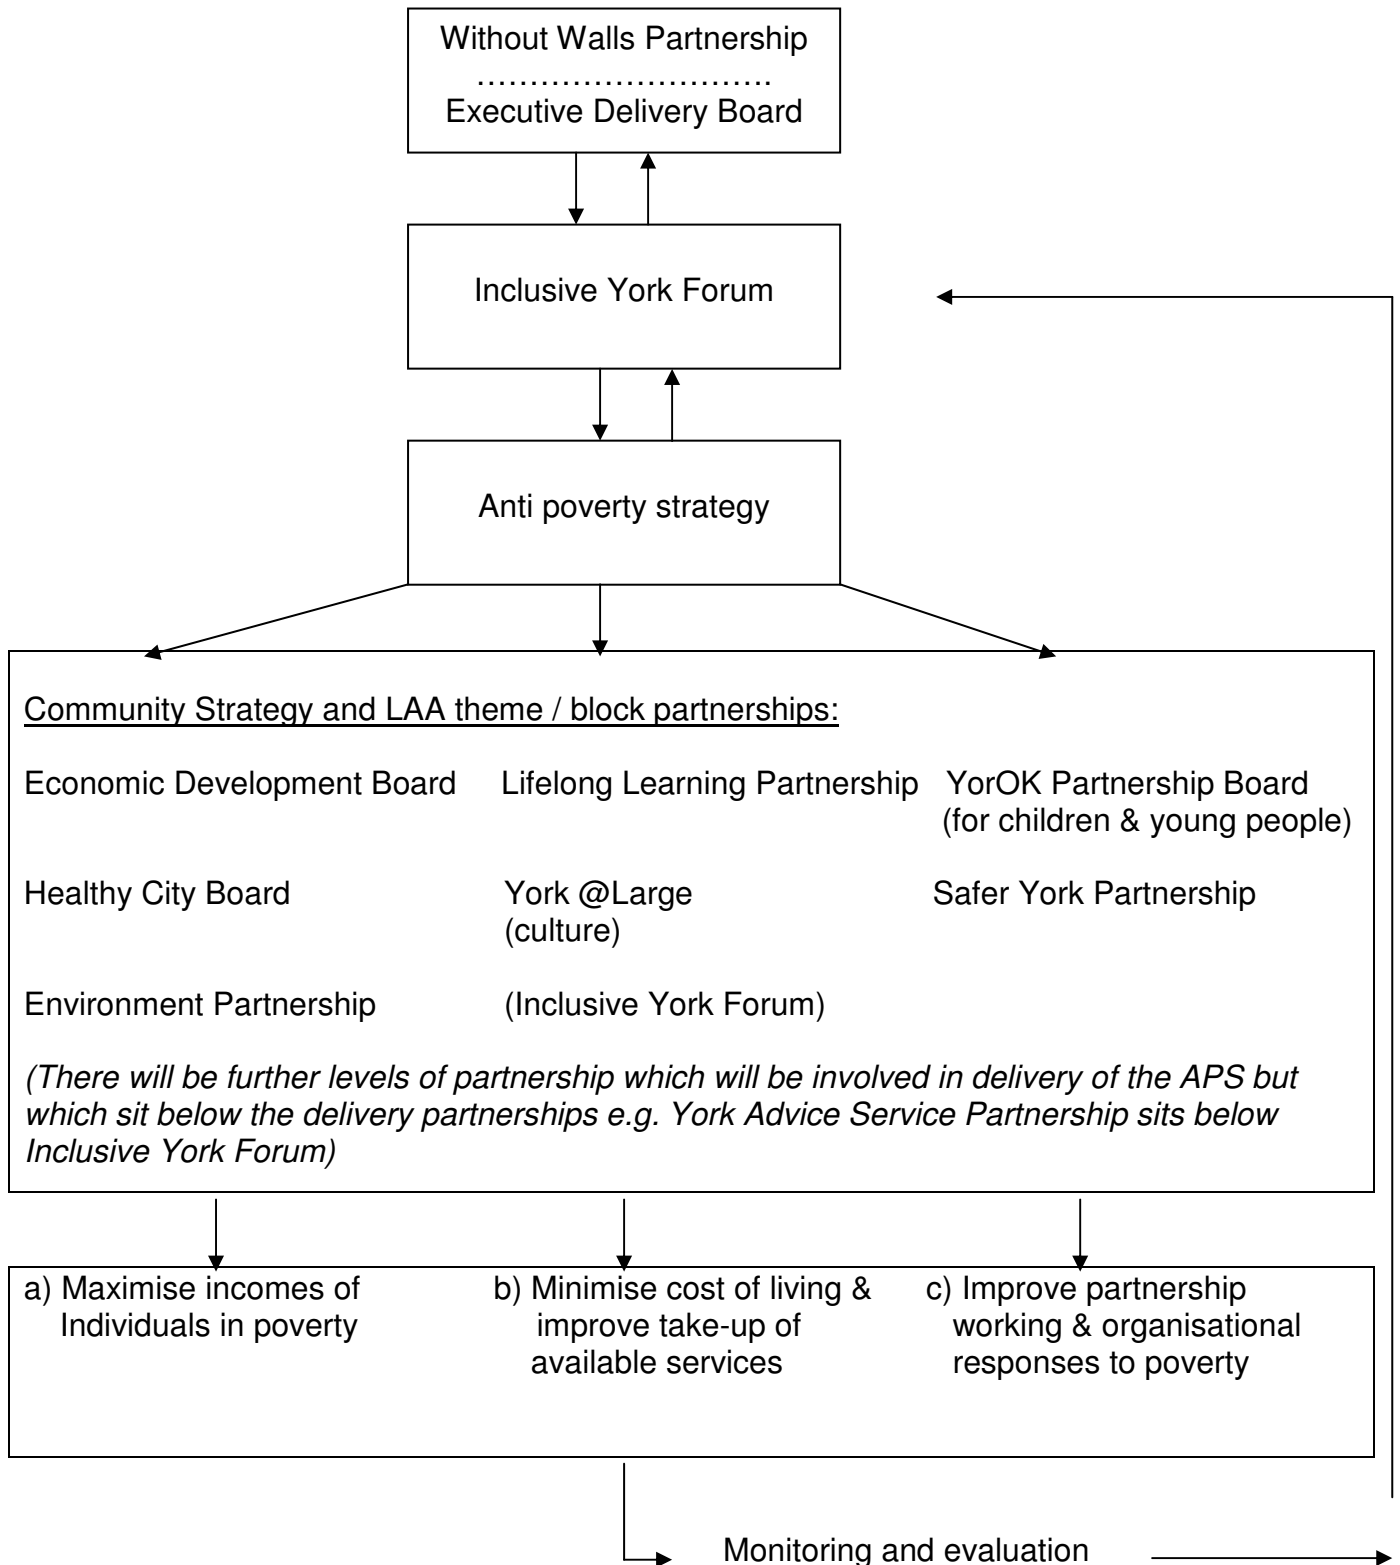 Without Walls Partnership
………………………
Executive Delivery Board
Inclusive York Forum
Anti poverty strategy
Community Strategy and LAA theme / block partnerships:
Economic Development Board Lifelong Learning Partnership YorOK Partnership Board
(for children & young people)
Healthy City Board York @Large Safer York Partnership
(culture)
Environment Partnership (Inclusive York Forum)
(There will be further levels of partnership which will be involved in delivery of the APS but
which sit below the delivery partnerships e.g. York Advice Service Partnership sits below
Inclusive York Forum)
a) Maximise incomes of
Individuals in poverty
b) Minimise cost of living &
improve take-up of
available services
c) Improve partnership
working & organisational
responses to poverty
Monitoring and evaluation